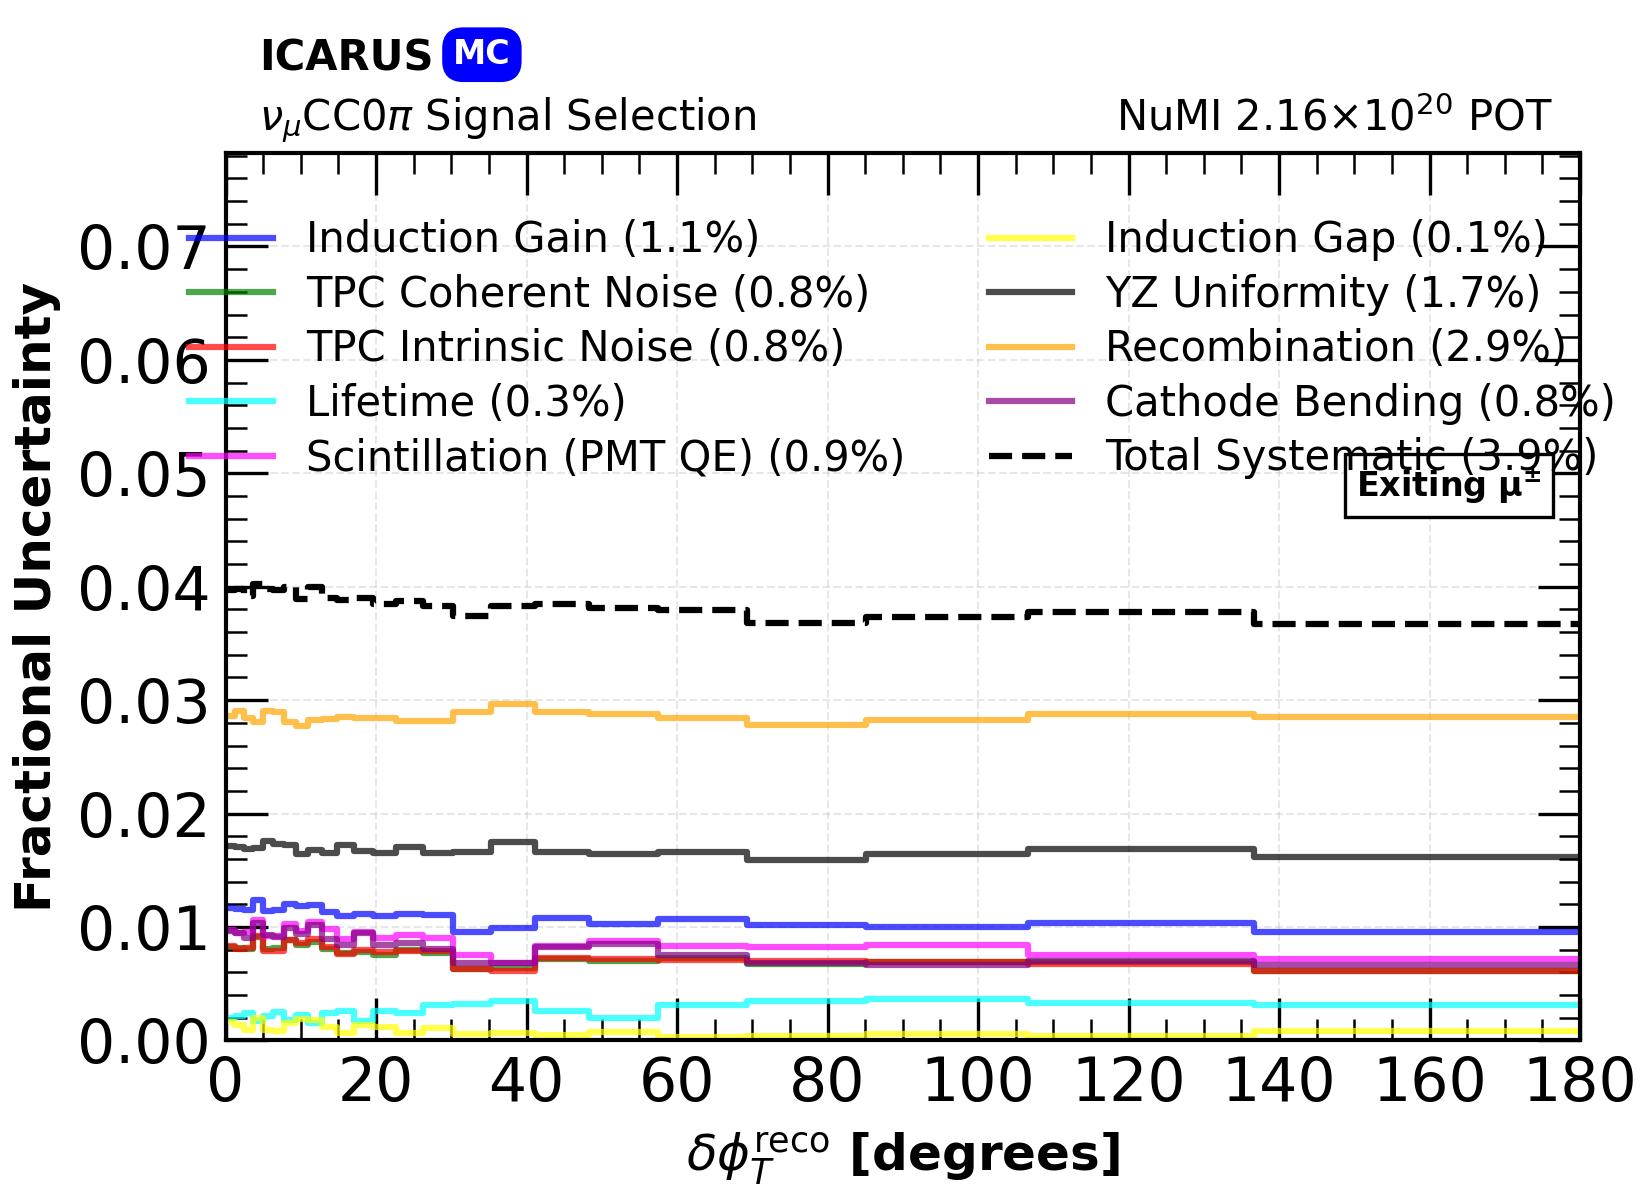 ICARUS MC
νμCC0π Signal Selection
NuMI 2.16×10²⁰ POT
Fractional Uncertainty
0.07
0.06
0.05
0.04
0.03
0.02
0.01
0.00
Induction Gain (1.1%)
TPC Coherent Noise (0.8%)
TPC Intrinsic Noise (0.8%)
Lifetime (0.3%)
Scintillation (PMT QE) (0.9%)
Induction Gap (0.1%)
YZ Uniformity (1.7%)
Recombination (2.9%)
Cathode Bending (0.8%)
Total Systematic (3.9%)
Exiting μ±
0 20 40 60 80 100 120 140 160 180
δϕ_T^reco [degrees]